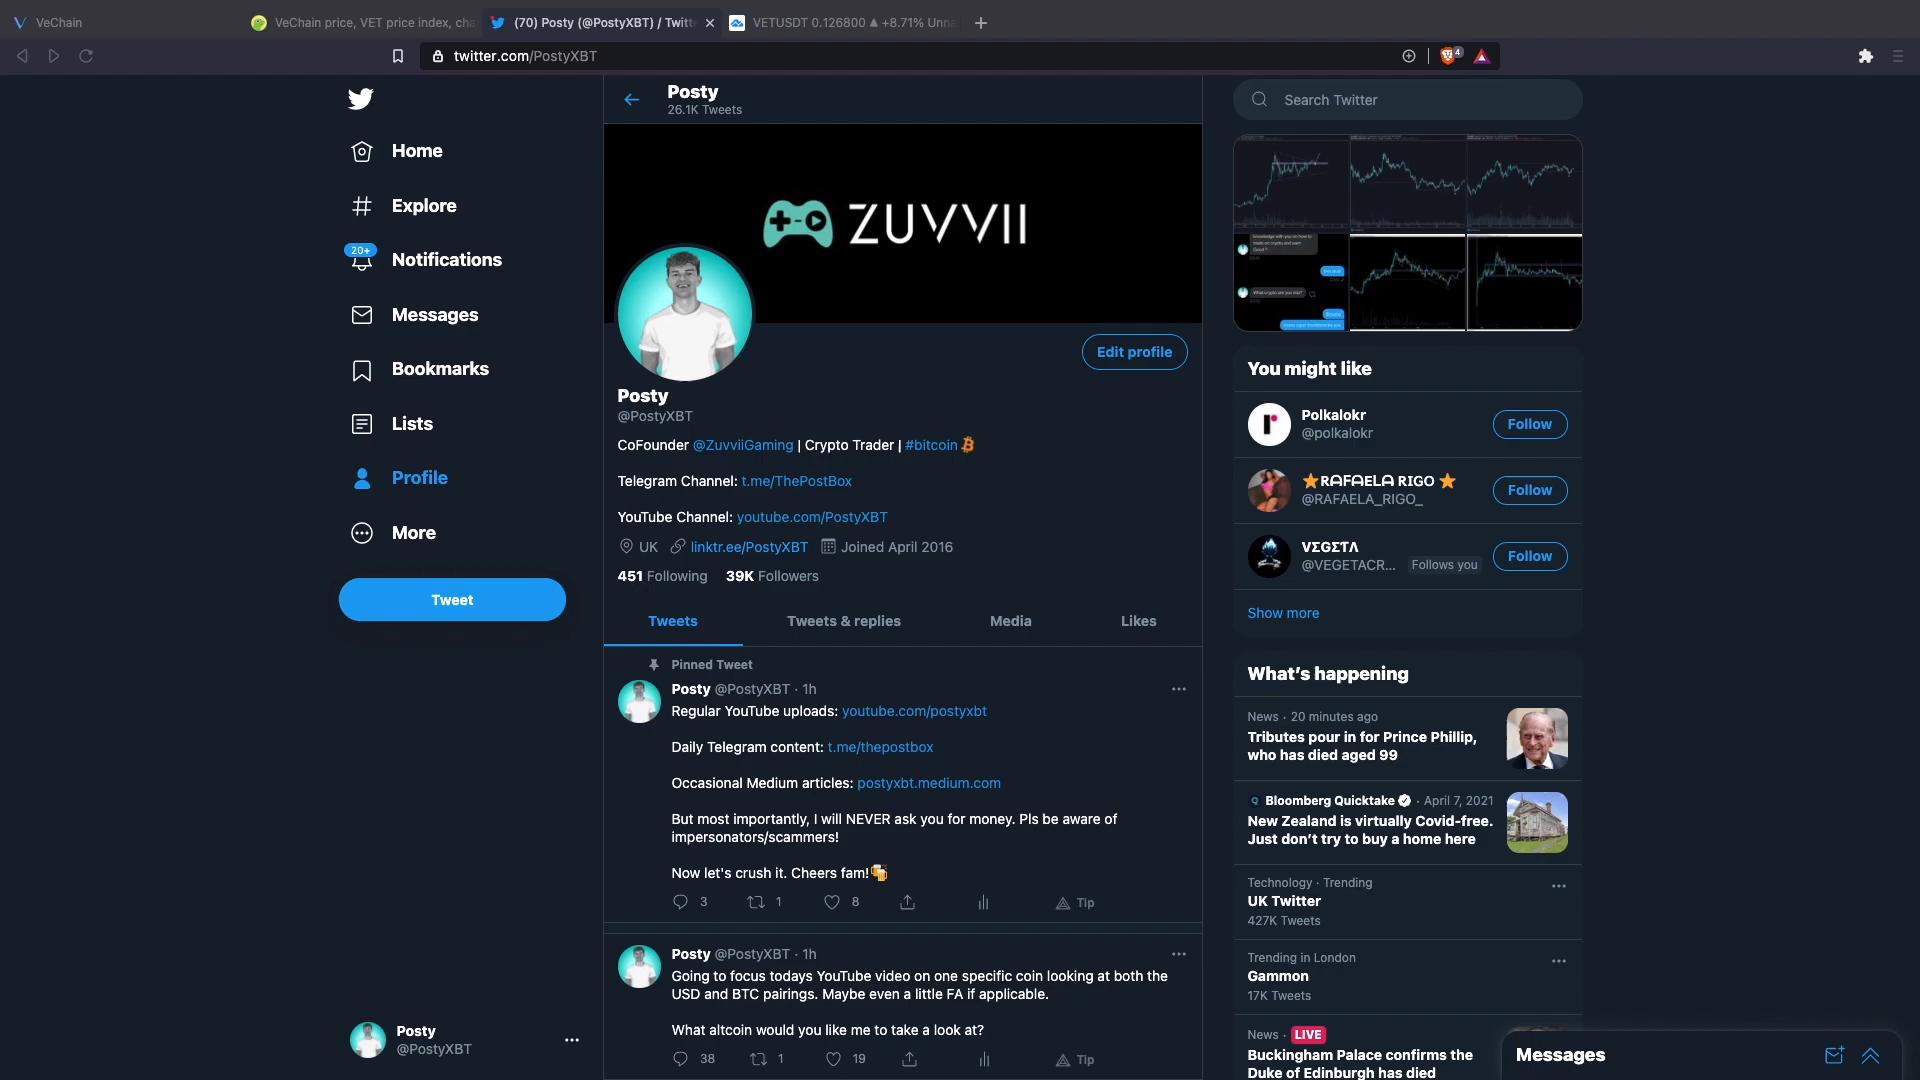 VeChain
VeChain price, VET price index, cha
(70) Posty (@PostyXBT) / Twitt
VETUSDT 0.126800 ▲ +8.71% Unna
twitter.com/PostyXBT
4
Home
Explore
20+
Notifications
Messages
Bookmarks
Lists
Profile
More
Tweet
Posty
@PostyXBT
Posty
26.1K Tweets
ZUVVII
Edit profile
Posty
@PostyXBT
CoFounder @ZuvviiGaming | Crypto Trader | #bitcoin
Telegram Channel: t.me/ThePostBox
YouTube Channel: youtube.com/PostyXBT
UK linktr.ee/PostyXBT Joined April 2016
451 Following 39K Followers
Tweets
Tweets & replies
Media
Likes
Pinned Tweet
Posty @PostyXBT · 1h
Regular YouTube uploads: youtube.com/postyxbt
Daily Telegram content: t.me/thepostbox
Occasional Medium articles: postyxbt.medium.com
But most importantly, I will NEVER ask you for money. Pls be aware of
impersonators/scammers!
Now let's crush it. Cheers fam!🍻
3 1 8 Tip
Posty @PostyXBT · 1h
Going to focus todays YouTube video on one specific coin looking at both the
USD and BTC pairings. Maybe even a little FA if applicable.
What altcoin would you like me to take a look at?
38 1 19 Tip
Search Twitter
You might like
Polkalokr
@polkalokr
Follow
⭐RᗩFᗩELᗩ RIGO ⭐
@RAFAELA_RIGO_
Follow
VΣGΣTΛ
@VEGETACR... Follows you
Follow
Show more
What's happening
News · 20 minutes ago
Tributes pour in for Prince Phillip,
who has died aged 99
Bloomberg Quicktake · April 7, 2021
New Zealand is virtually Covid-free.
Just don't try to buy a home here
Technology · Trending
UK Twitter
427K Tweets
Trending in London
Gammon
17K Tweets
News · LIVE
Buckingham Palace confirms the
Duke of Edinburgh has died
Messages